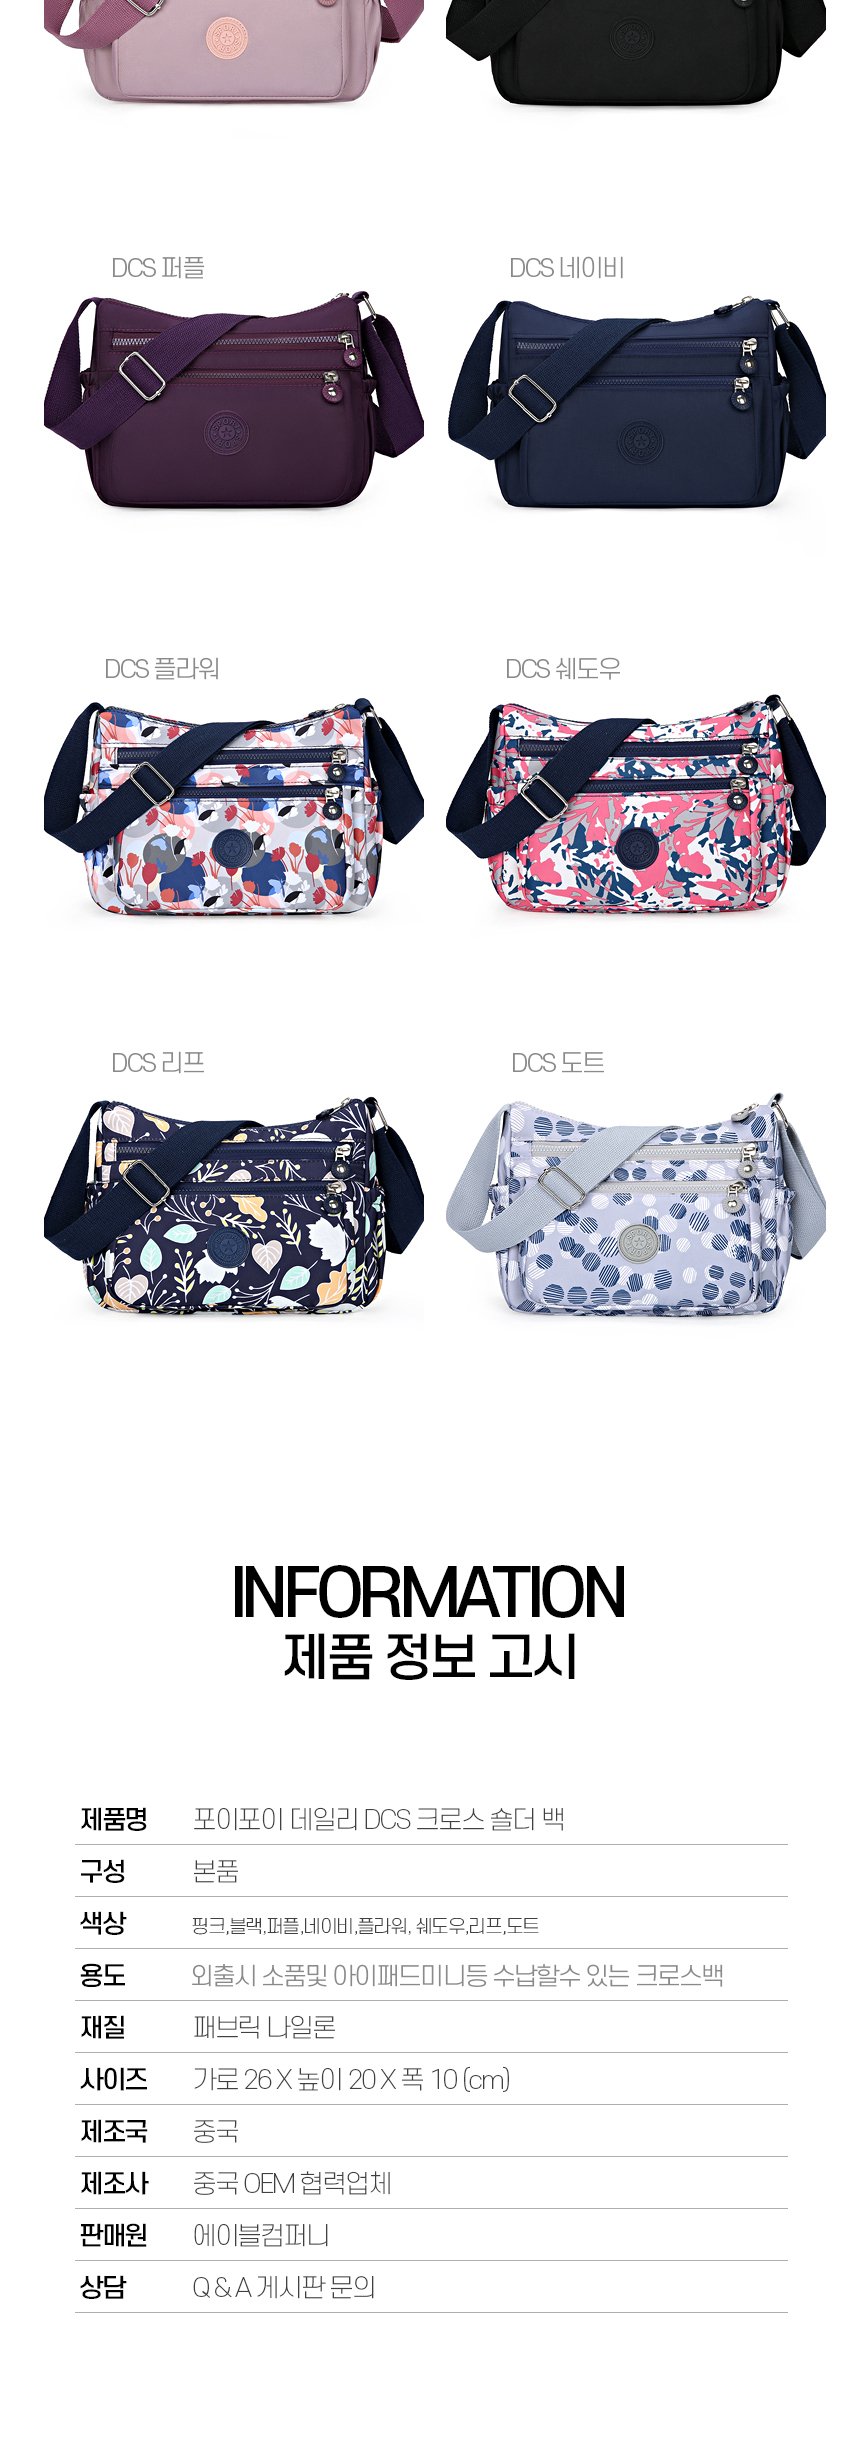 DCS 퍼플
DCS 네이비
DCS 플라워
DCS 쉐도우
DCS 리프
DCS 도트
INFORMATION
제품 정보 고시
제품명 포이포이 데일리 DCS 크로스 숄더 백
구성 본품
색상 핑크,블랙,퍼플,네이비,플라워, 쉐도우,리프,도트
용도 외출시 소품및 아이패드미니등 수납할수 있는 크로스백
재질 패브릭 나일론
사이즈 가로 26 X 높이 20 X 폭 10 (cm)
제조국 중국
제조사 중국 OEM 협력업체
판매원 에이블컴퍼니
상담 Q & A 게시판 문의